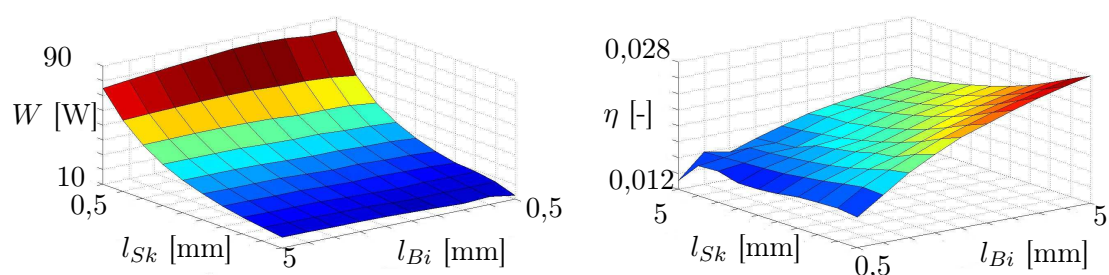 90
W [W]
10
0,5
l_{Sk} [mm]
5
l_{Bi} [mm]
0,5
0,028
η [-]
0,012
5
l_{Sk} [mm]
0,5
l_{Bi} [mm]
5